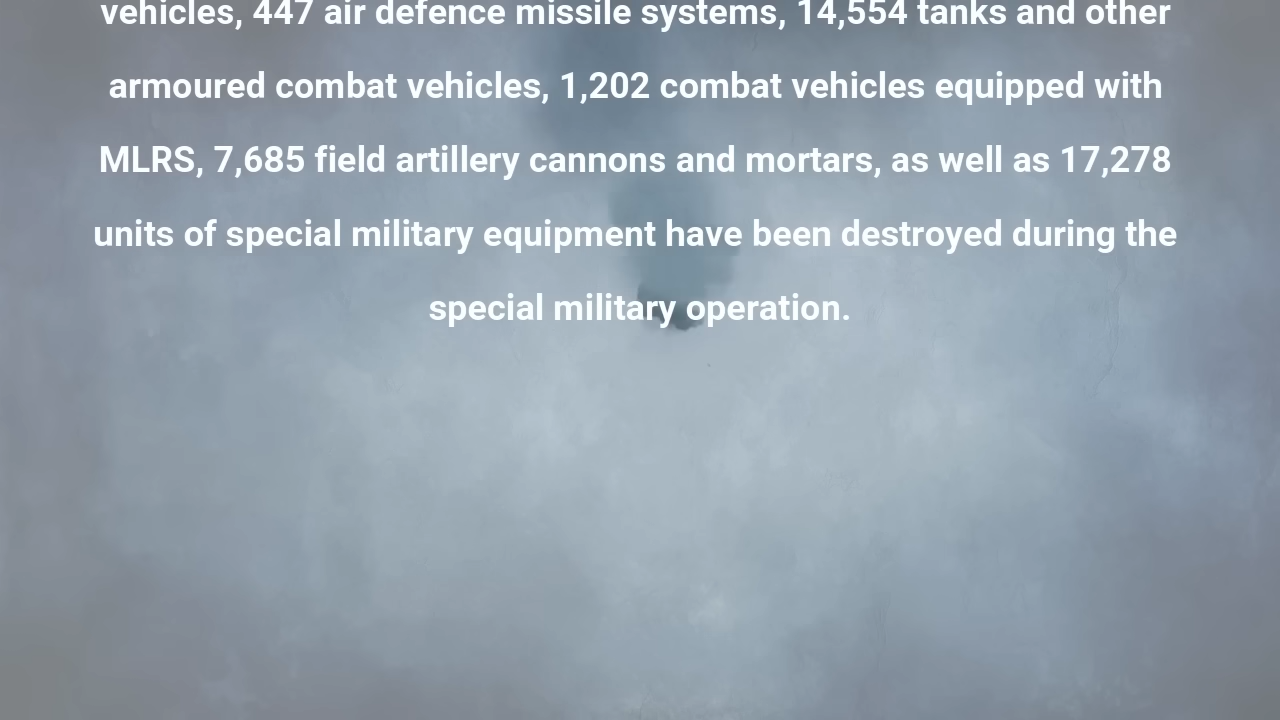 vehicles, 447 air defence missile systems, 14,554 tanks and other
armoured combat vehicles, 1,202 combat vehicles equipped with
MLRS, 7,685 field artillery cannons and mortars, as well as 17,278
units of special military equipment have been destroyed during the
special military operation.